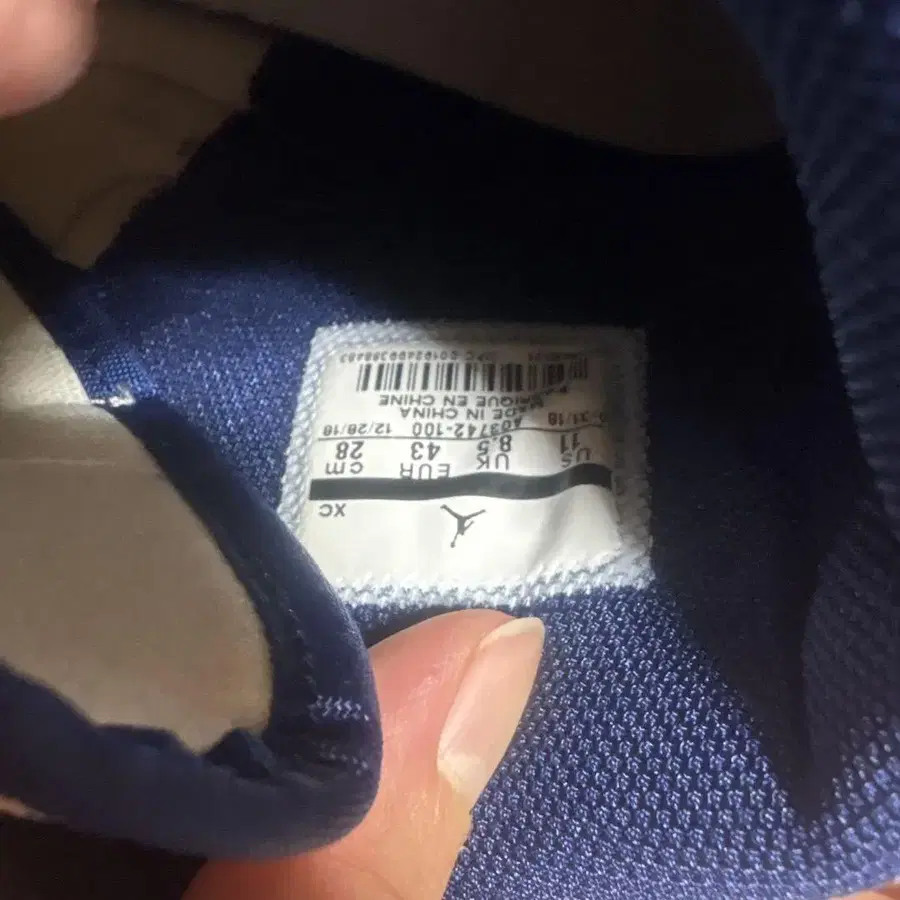 XC
US UK EUR cm
11 8.5 43 28
AO3742-100 12/28/18
MADE IN CHINA
EN CHINE